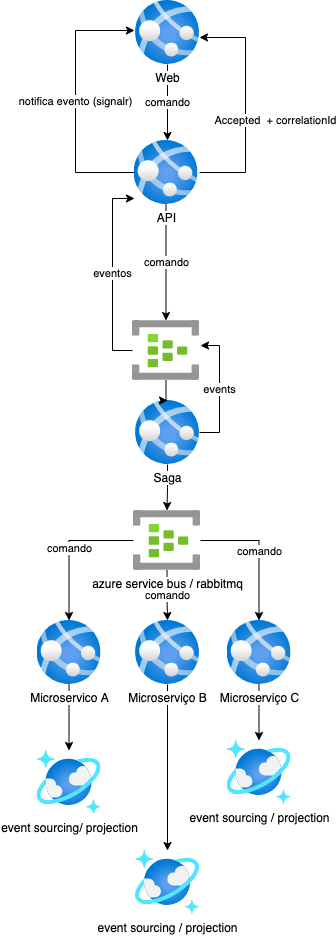 Web
notifica evento (signalr)
comando
Accepted + correlationId
API
comando
eventos
events
Saga
comando
comando
azure service bus / rabbitmq
comando
Microservico A
Microserviço B
Microserviço C
event sourcing/ projection
event sourcing / projection
event sourcing / projection